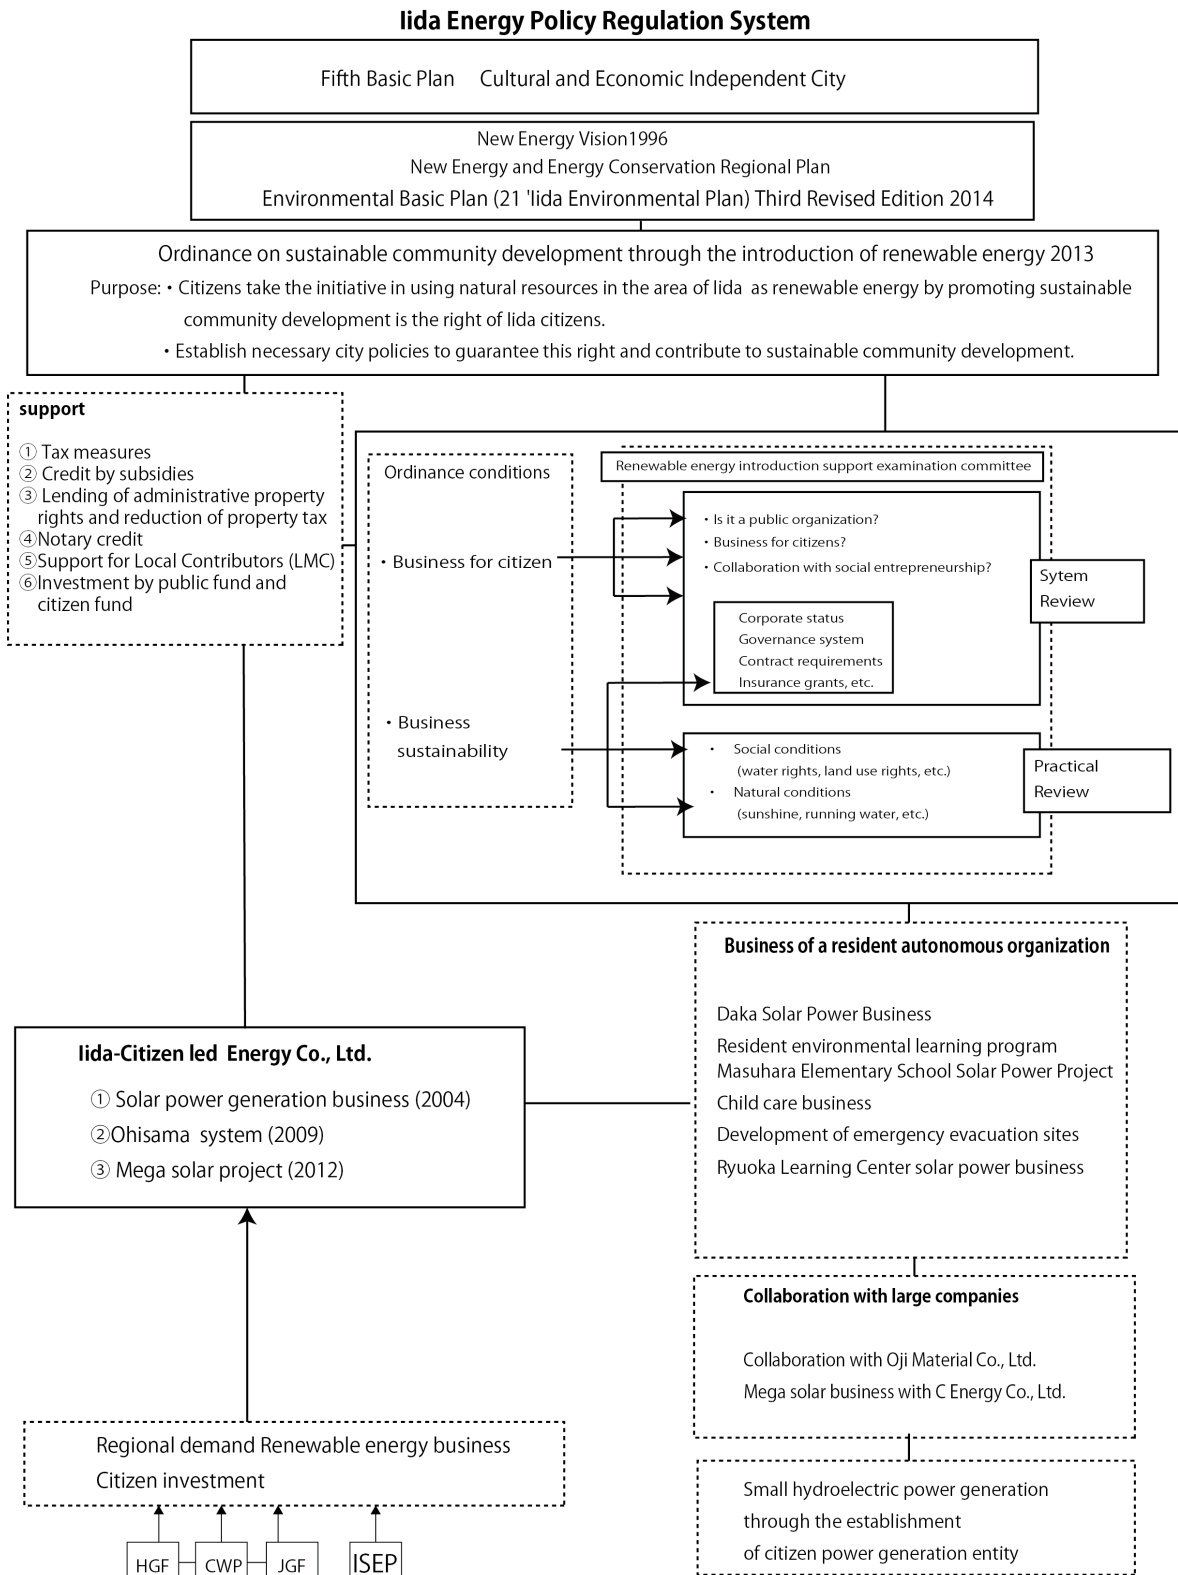 Iida Energy Policy Regulation System
Fifth Basic Plan Cultural and Economic Independent City
New Energy Vision1996
New Energy and Energy Conservation Regional Plan
Environmental Basic Plan (21 'Iida Environmental Plan) Third Revised Edition 2014
Ordinance on sustainable community development through the introduction of renewable energy 2013
Purpose: ・Citizens take the initiative in using natural resources in the area of Iida as renewable energy by promoting sustainable
community development is the right of Iida citizens.
・Establish necessary city policies to guarantee this right and contribute to sustainable community development.
support
① Tax measures
② Credit by subsidies
③ Lending of administrative property
rights and reduction of property tax
④Notary credit
⑤Support for Local Contributors (LMC)
⑥Investment by public fund and
citizen fund
Ordinance conditions
・Business for citizen
・Business
sustainability
Renewable energy introduction support examination committee
・Is it a public organization?
・Business for citizens?
・Collaboration with social entrepreneurship?
Corporate status
Governance system
Contract requirements
Insurance grants, etc.
Sytem
Review
・ Social conditions
(water rights, land use rights, etc.)
・ Natural conditions
(sunshine, running water, etc.)
Practical
Review
Business of a resident autonomous organization
Daka Solar Power Business
Resident environmental learning program
Masuhara Elementary School Solar Power Project
Child care business
Development of emergency evacuation sites
Ryuoka Learning Center solar power business
Iida-Citizen led Energy Co., Ltd.
① Solar power generation business (2004)
②Ohisama system (2009)
③ Mega solar project (2012)
Collaboration with large companies
Collaboration with Oji Material Co., Ltd.
Mega solar business with C Energy Co., Ltd.
Regional demand Renewable energy business
Citizen investment
Small hydroelectric power generation
through the establishment
of citizen power generation entity
HGF CWP JGF ISEP